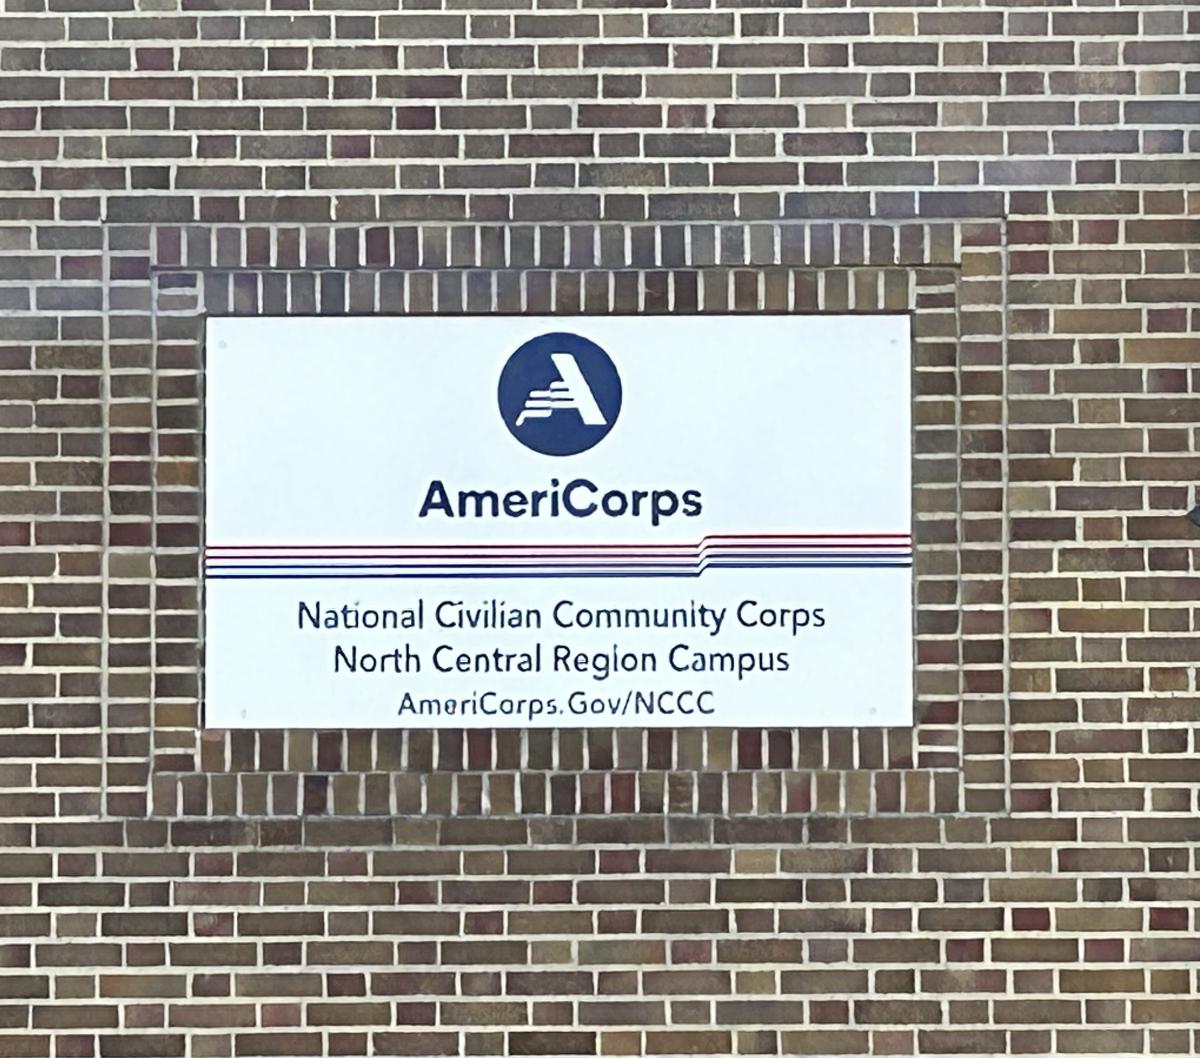 A
AmeriCorps
National Civilian Community Corps
North Central Region Campus
AmeriCorps.Gov/NCCC